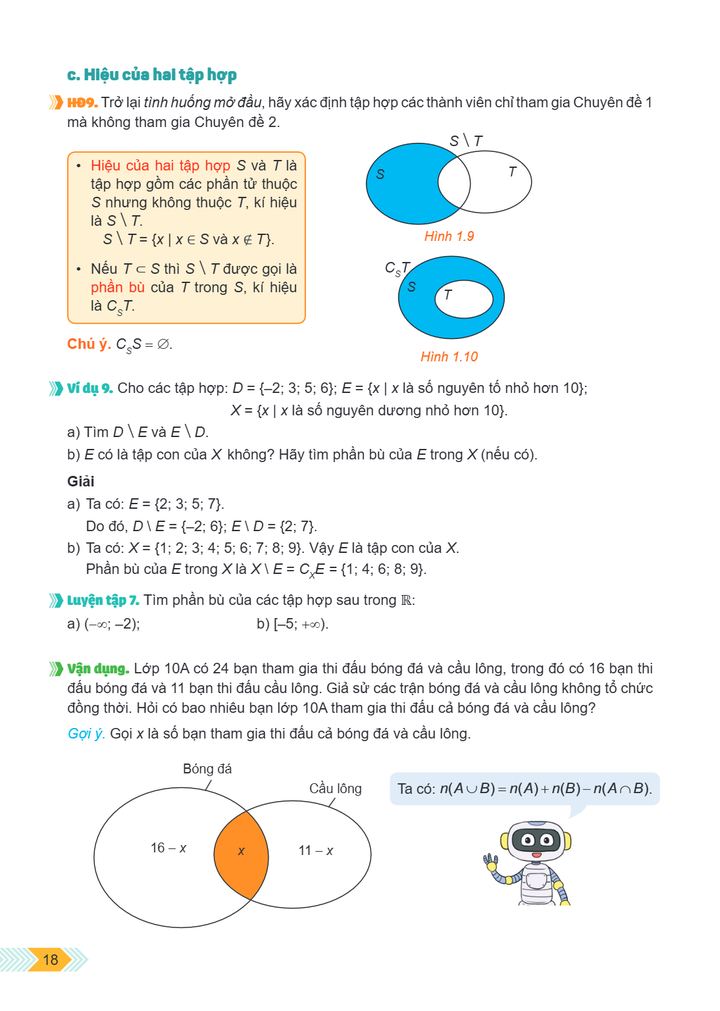 c. Hiệu của hai tập hợp
HĐ9. Trở lại tình huống mở đầu, hãy xác định tập hợp các thành viên chỉ tham gia Chuyên đề 1
mà không tham gia Chuyên đề 2.
• Hiệu của hai tập hợp S và T là
tập hợp gồm các phần tử thuộc
S nhưng không thuộc T, kí hiệu
là S \ T.
S \ T = {x | x ∈ S và x ∉ T}.
• Nếu T ⊂ S thì S \ T được gọi là
phần bù của T trong S, kí hiệu
là C_S T.
S \ T
S
T
Hình 1.9
C_S T
S
T
Hình 1.10
Chú ý. C_S S = ∅.
Ví dụ 9. Cho các tập hợp: D = {–2; 3; 5; 6}; E = {x | x là số nguyên tố nhỏ hơn 10};
X = {x | x là số nguyên dương nhỏ hơn 10}.
a) Tìm D \ E và E \ D.
b) E có là tập con của X không? Hãy tìm phần bù của E trong X (nếu có).
Giải
a) Ta có: E = {2; 3; 5; 7}.
Do đó, D \ E = {–2; 6}; E \ D = {2; 7}.
b) Ta có: X = {1; 2; 3; 4; 5; 6; 7; 8; 9}. Vậy E là tập con của X.
Phần bù của E trong X là X \ E = C_X E = {1; 4; 6; 8; 9}.
Luyện tập 7. Tìm phần bù của các tập hợp sau trong ℝ:
a) (–∞; –2); b) [–5; +∞).
Vận dụng. Lớp 10A có 24 bạn tham gia thi đấu bóng đá và cầu lông, trong đó có 16 bạn thi
đấu bóng đá và 11 bạn thi đấu cầu lông. Giả sử các trận bóng đá và cầu lông không tổ chức
đồng thời. Hỏi có bao nhiêu bạn lớp 10A tham gia thi đấu cả bóng đá và cầu lông?
Gợi ý. Gọi x là số bạn tham gia thi đấu cả bóng đá và cầu lông.
Bóng đá
Cầu lông
16 – x
x
11 – x
Ta có: n(A ∪ B) = n(A) + n(B) – n(A ∩ B).
18